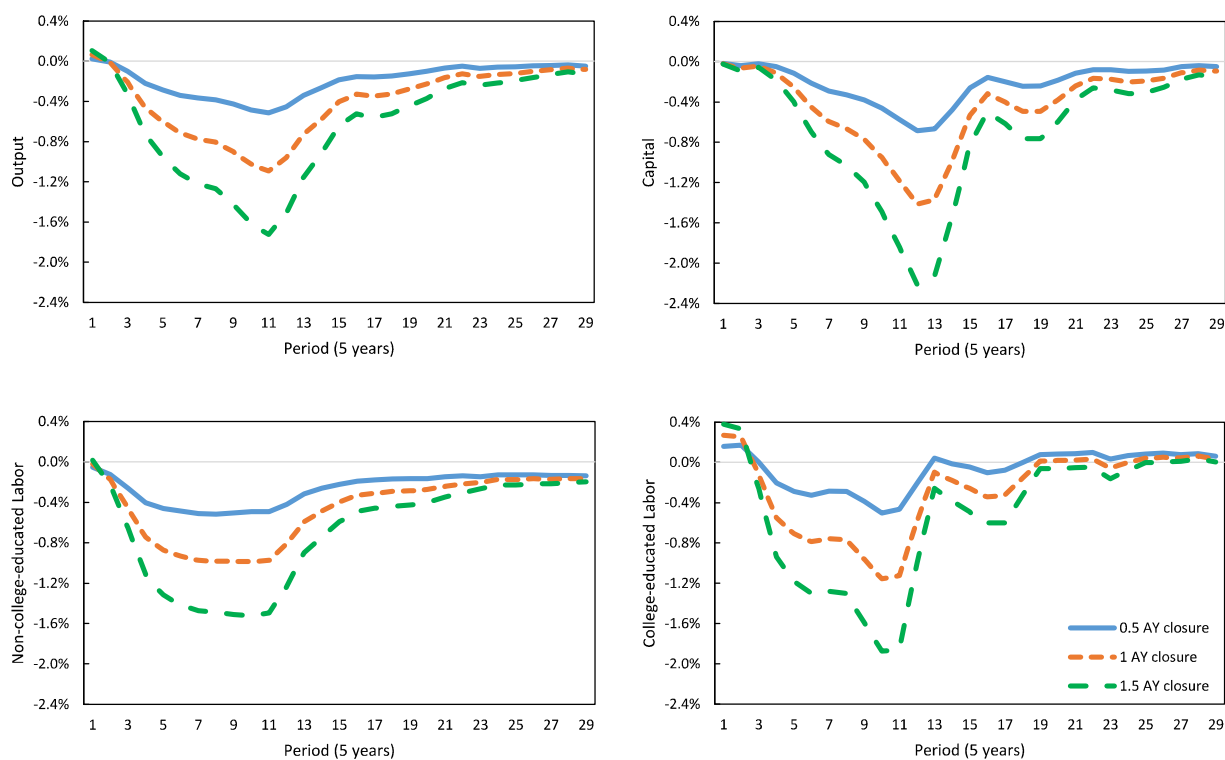 0.4%
0.0%
-0.4%
-0.8%
-1.2%
-1.6%
-2.0%
-2.4%
Output
1 3 5 7 9 11 13 15 17 19 21 23 25 27 29
Period (5 years)
0.4%
0.0%
-0.4%
-0.8%
-1.2%
-1.6%
-2.0%
-2.4%
Capital
1 3 5 7 9 11 13 15 17 19 21 23 25 27 29
Period (5 years)
0.4%
0.0%
-0.4%
-0.8%
-1.2%
-1.6%
-2.0%
-2.4%
Non-college-educated Labor
1 3 5 7 9 11 13 15 17 19 21 23 25 27 29
Period (5 years)
0.4%
0.0%
-0.4%
-0.8%
-1.2%
-1.6%
-2.0%
-2.4%
College-educated Labor
0.5 AY closure
1 AY closure
1.5 AY closure
1 3 5 7 9 11 13 15 17 19 21 23 25 27 29
Period (5 years)